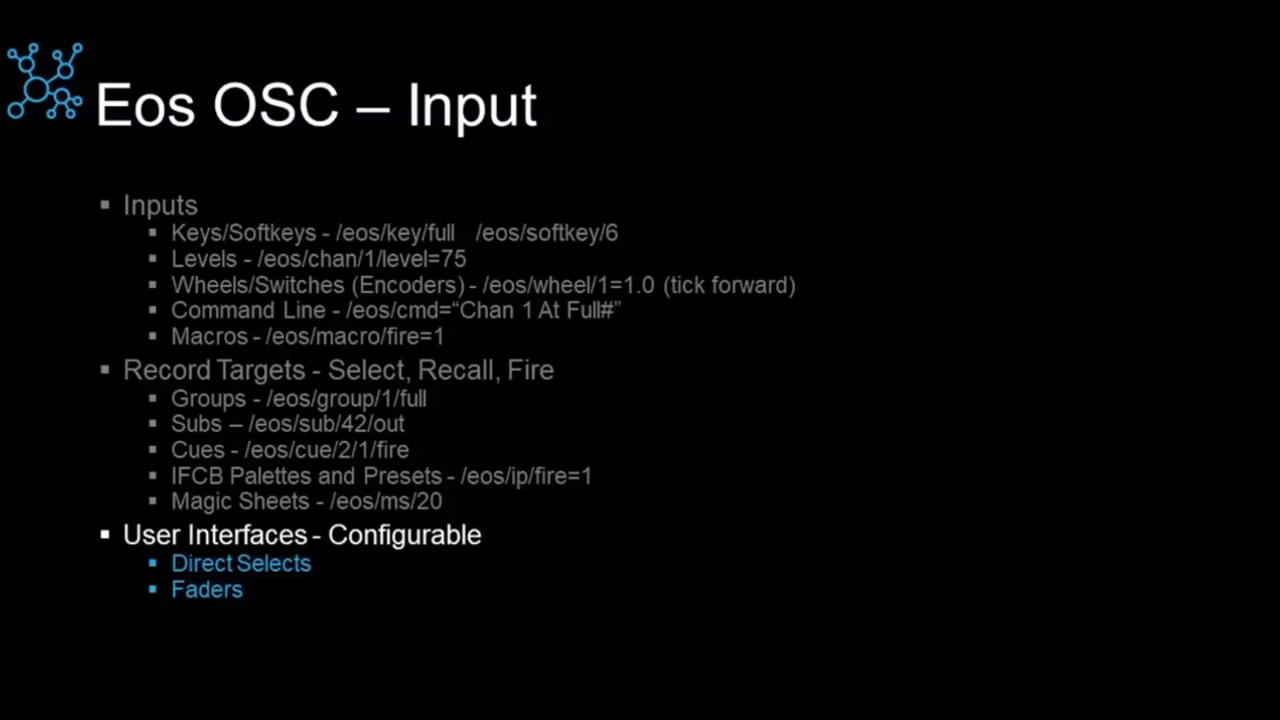 Eos OSC – Input
▪ Inputs
▪ Keys/Softkeys - /eos/key/full /eos/softkey/6
▪ Levels - /eos/chan/1/level=75
▪ Wheels/Switches (Encoders) - /eos/wheel/1=1.0 (tick forward)
▪ Command Line - /eos/cmd=“Chan 1 At Full#”
▪ Macros - /eos/macro/fire=1
▪ Record Targets - Select, Recall, Fire
▪ Groups - /eos/group/1/full
▪ Subs – /eos/sub/42/out
▪ Cues - /eos/cue/2/1/fire
▪ IFCB Palettes and Presets - /eos/ip/fire=1
▪ Magic Sheets - /eos/ms/20
▪ User Interfaces - Configurable
▪ Direct Selects
▪ Faders